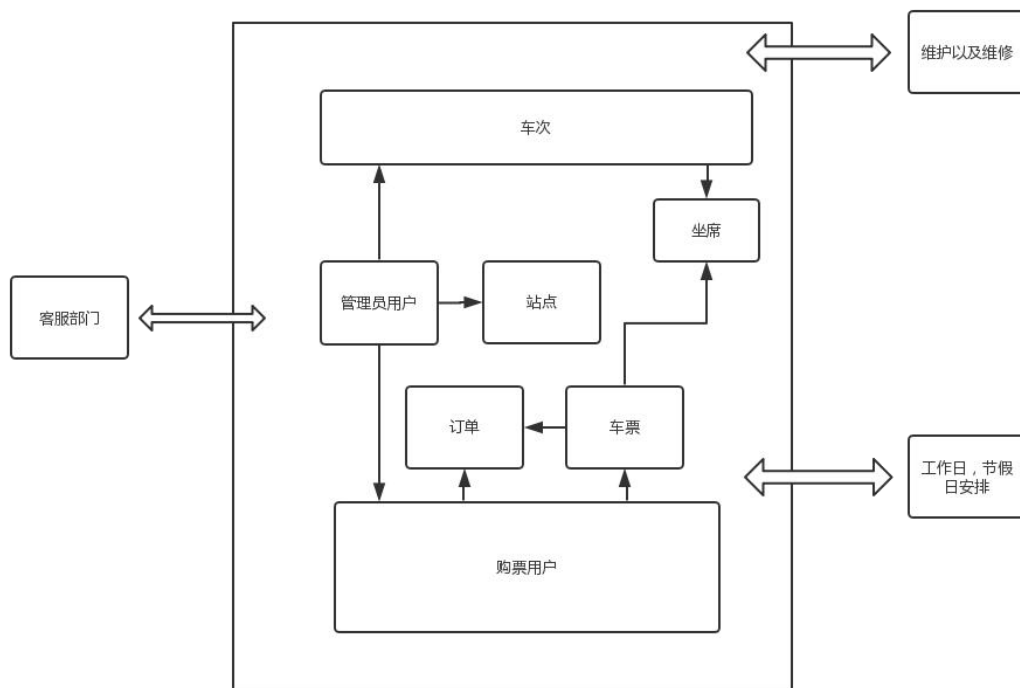 维护以及维修
车次
坐席
管理员用户
站点
客服部门
订单
车票
工作日，节假
日安排
购票用户